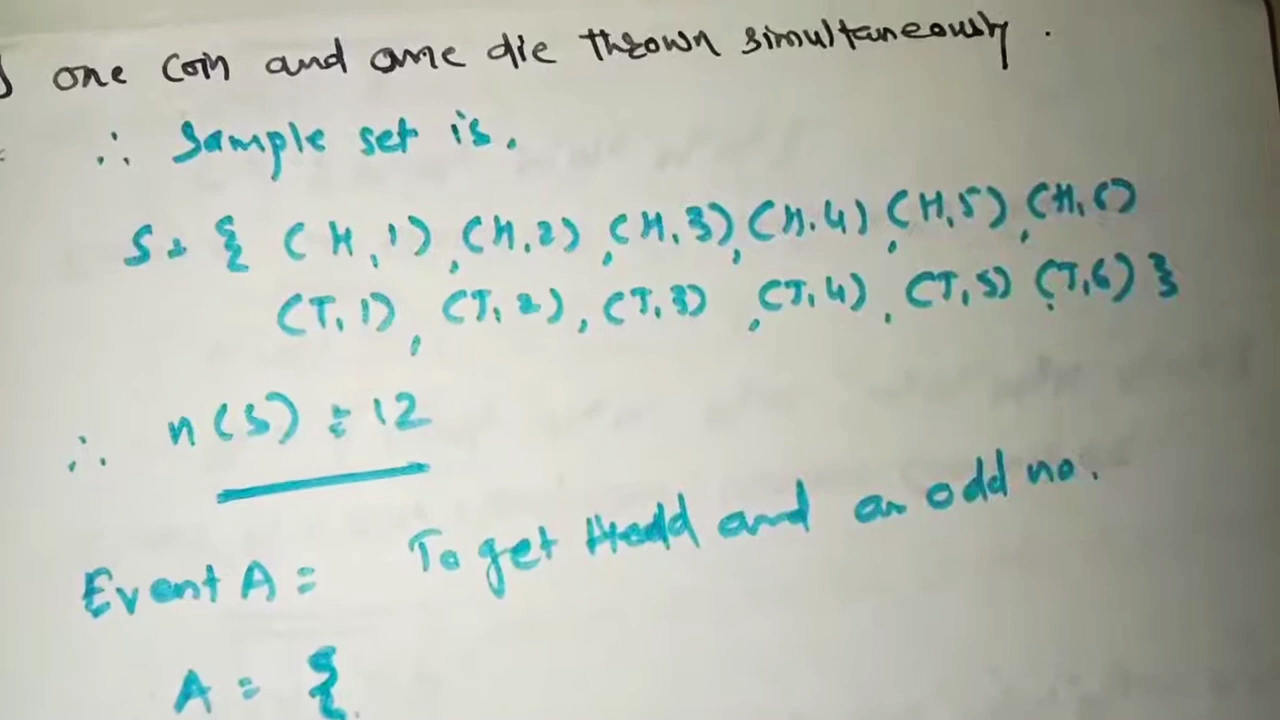 one coin and one die thrown simultaneously.
∴ Sample set is.
S = { (H, 1), (H, 2), (H, 3), (H, 4), (H, 5), (H, 6)
(T, 1), (T, 2), (T, 3), (T, 4), (T, 5) (T, 6) }
∴ n(S) = 12
Event A = To get Headd and an odd no.
A = {